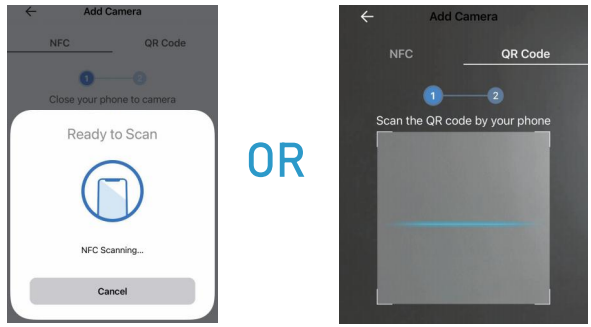 Add Camera
NFC QR Code
1 2
Close your phone to camera
Ready to Scan
NFC Scanning...
Cancel
OR
Add Camera
NFC QR Code
1 2
Scan the QR code by your phone